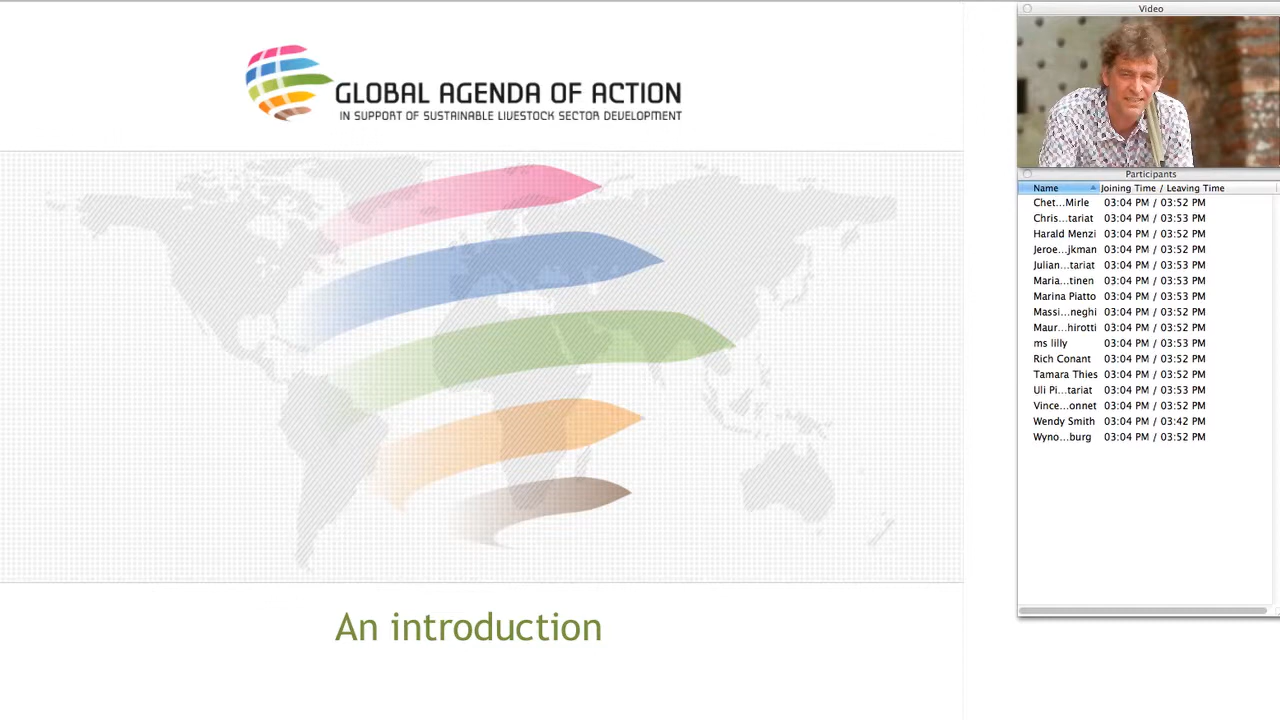 GLOBAL AGENDA OF ACTION
IN SUPPORT OF SUSTAINABLE LIVESTOCK SECTOR DEVELOPMENT
An introduction
Video
Participants
Name Joining Time / Leaving Time
Chet...Mirle 03:04 PM / 03:52 PM
Chris...tariat 03:04 PM / 03:53 PM
Harald Menzi 03:04 PM / 03:52 PM
Jeroe...jkman 03:04 PM / 03:52 PM
Julian...tariat 03:04 PM / 03:53 PM
Maria...tinen 03:04 PM / 03:53 PM
Marina Piatto 03:04 PM / 03:53 PM
Massi...neghi 03:04 PM / 03:52 PM
Maur...hirotti 03:04 PM / 03:52 PM
ms lilly 03:04 PM / 03:53 PM
Rich Conant 03:04 PM / 03:52 PM
Tamara Thies 03:04 PM / 03:52 PM
Uli Pi...tariat 03:04 PM / 03:53 PM
Vince...onnet 03:04 PM / 03:52 PM
Wendy Smith 03:04 PM / 03:42 PM
Wyno...burg 03:04 PM / 03:52 PM